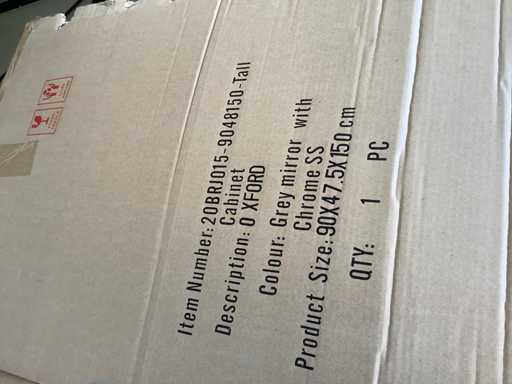 Item Number: 20BRJ015-9048150-Tall
Cabinet
Description: O XFORD
Colour: Grey mirror with
Chrome SS
Product Size: 90X47.5X150 cm
QTY: 1 PC